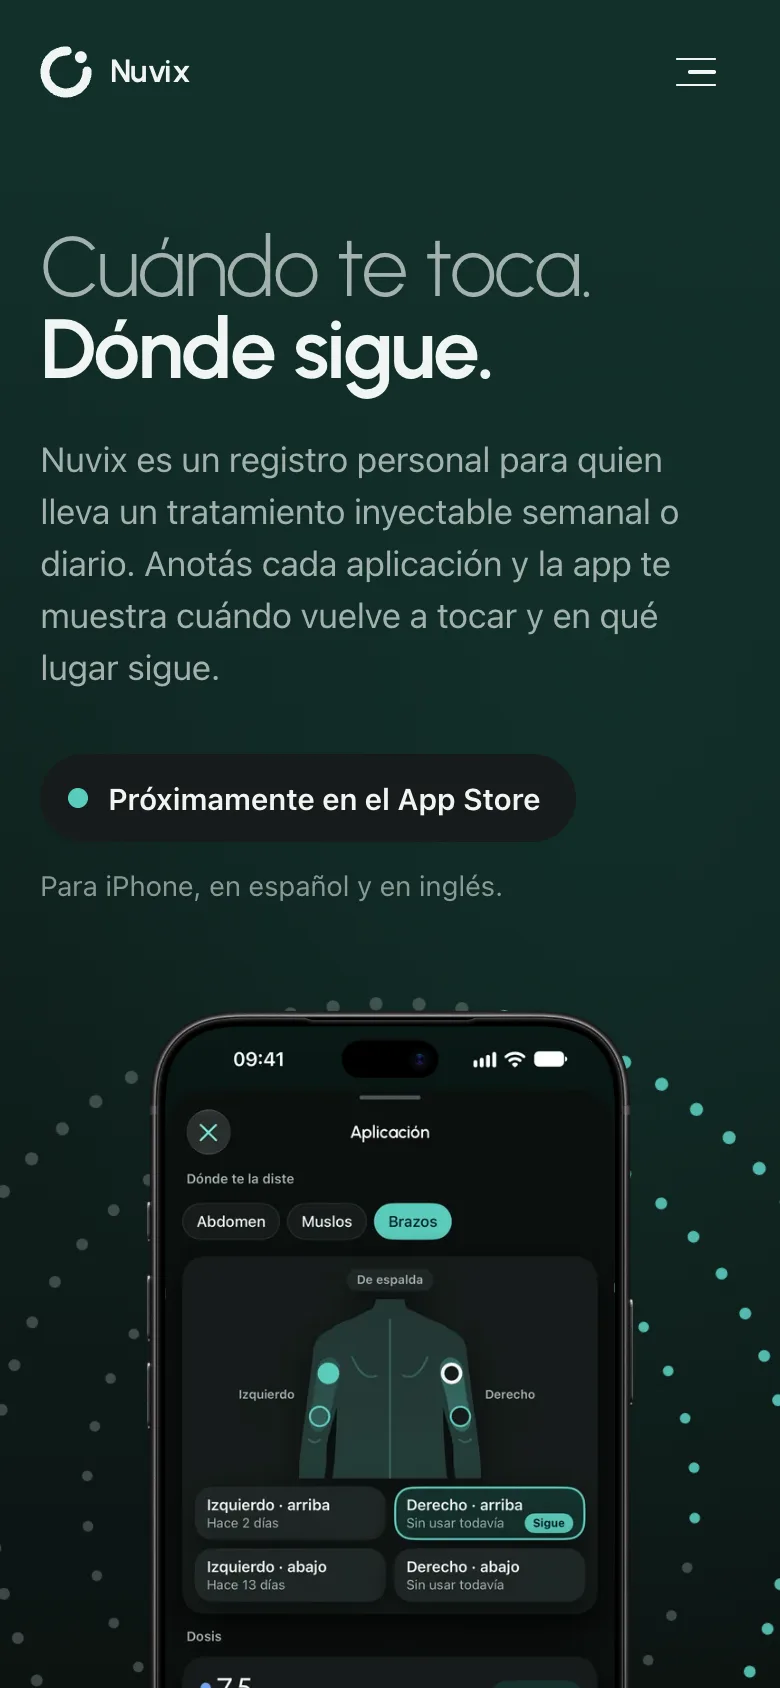 Nuvix
Cuándo te toca.
Dónde sigue.
Nuvix es un registro personal para quien
lleva un tratamiento inyectable semanal o
diario. Anotás cada aplicación y la app te
muestra cuándo vuelve a tocar y en qué
lugar sigue.
Próximamente en el App Store
Para iPhone, en español y en inglés.
09:41
Aplicación
Dónde te la diste
Abdomen Muslos Brazos
De espalda
Izquierdo Derecho
Izquierdo · arriba
Hace 2 días
Derecho · arriba
Sin usar todavía Sigue
Izquierdo · abajo
Hace 13 días
Derecho · abajo
Sin usar todavía
Dosis
7,5